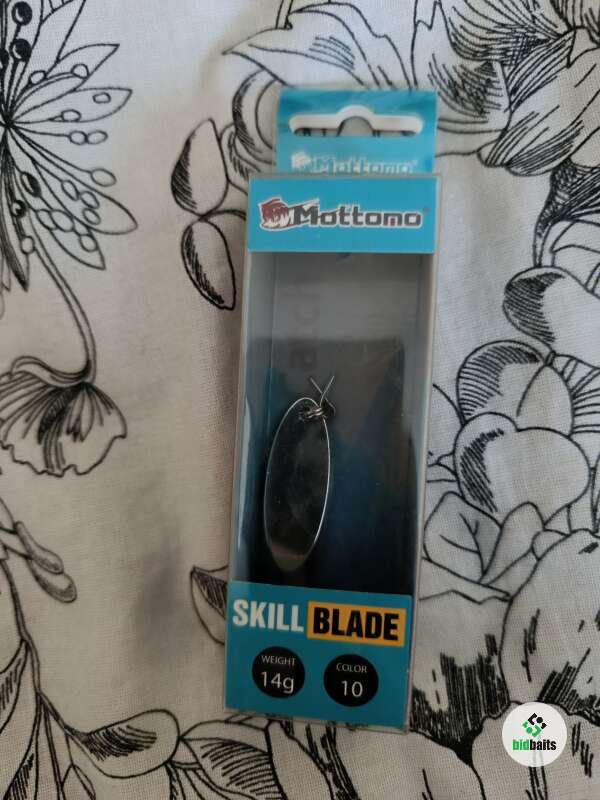 Mottomo
Mottomo®
SKILL BLADE
WEIGHT
14g
COLOR
10
bidbaits